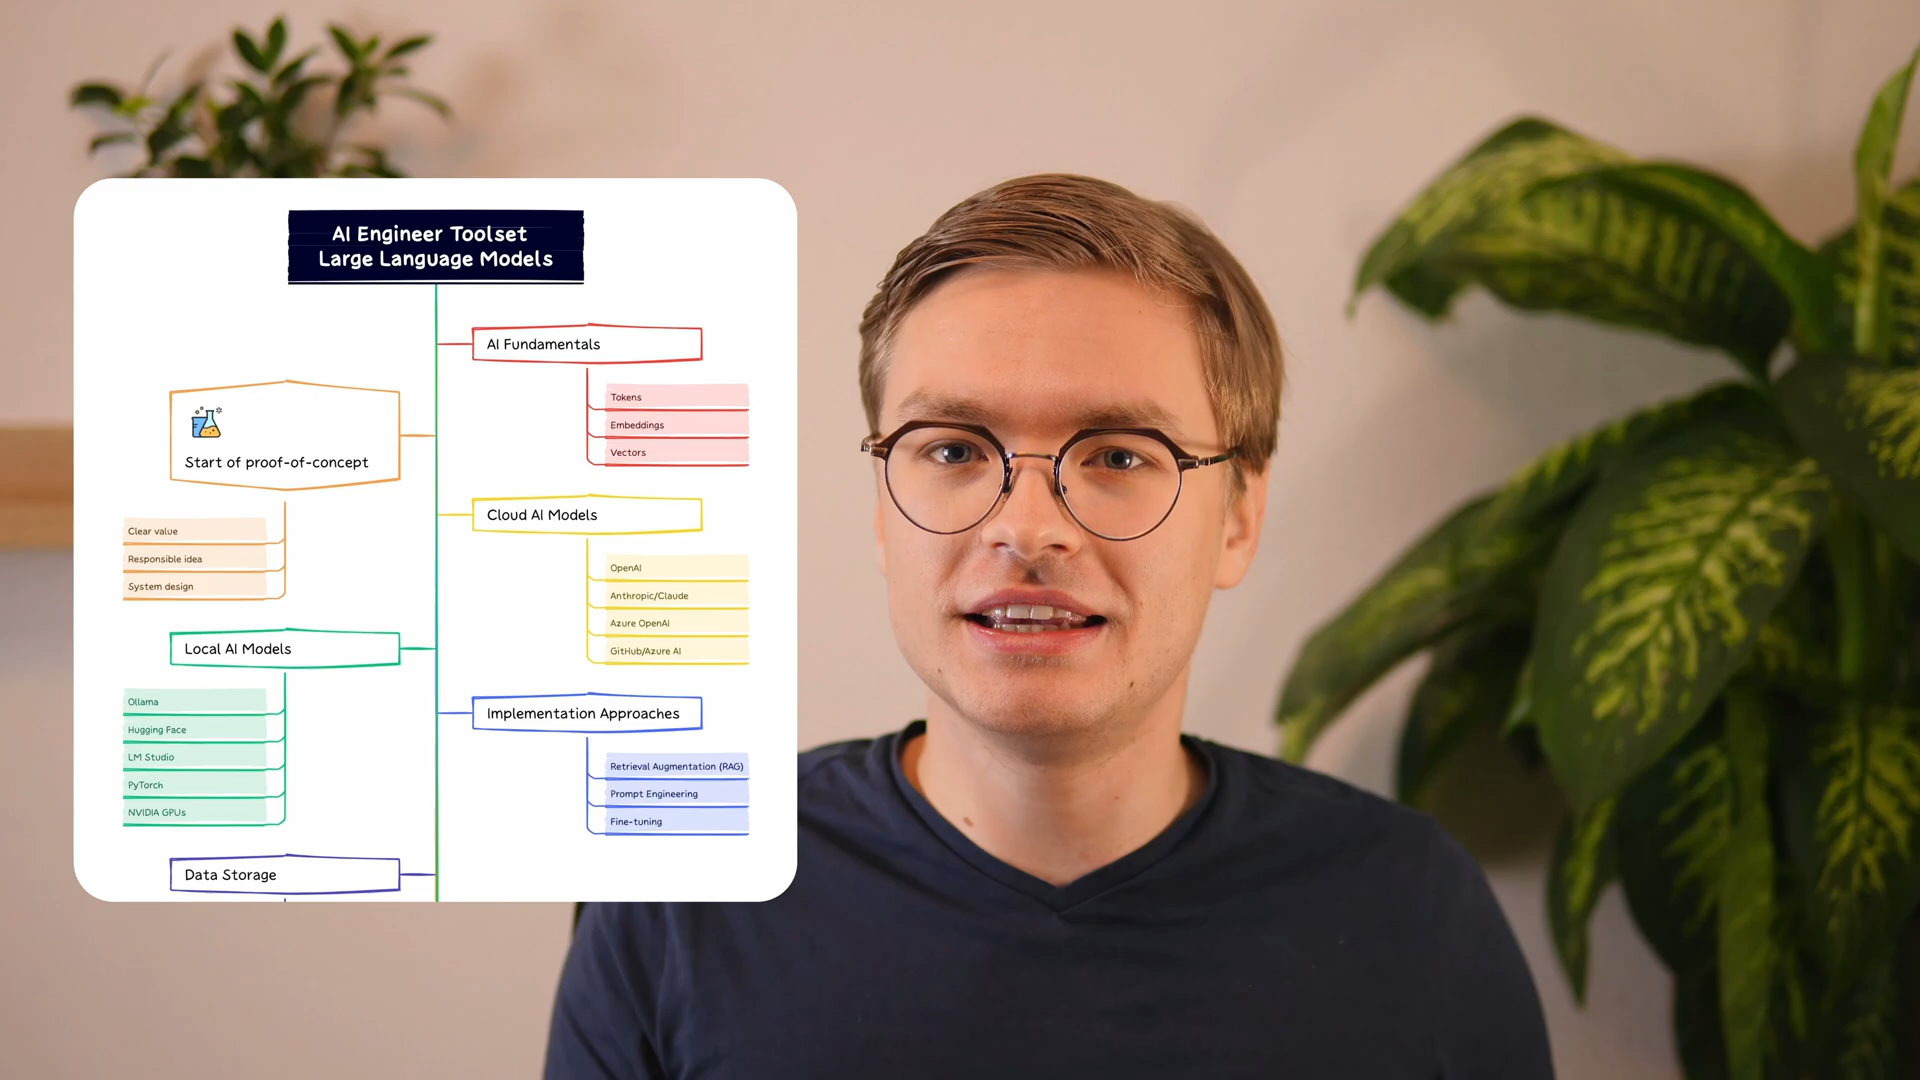 AI Engineer Toolset
Large Language Models
AI Fundamentals
Tokens
Embeddings
Vectors
Start of proof-of-concept
Clear value
Responsible idea
System design
Cloud AI Models
OpenAI
Anthropic/Claude
Azure OpenAI
GitHub/Azure AI
Local AI Models
Ollama
Hugging Face
LM Studio
PyTorch
NVIDIA GPUs
Implementation Approaches
Retrieval Augmentation (RAG)
Prompt Engineering
Fine-tuning
Data Storage